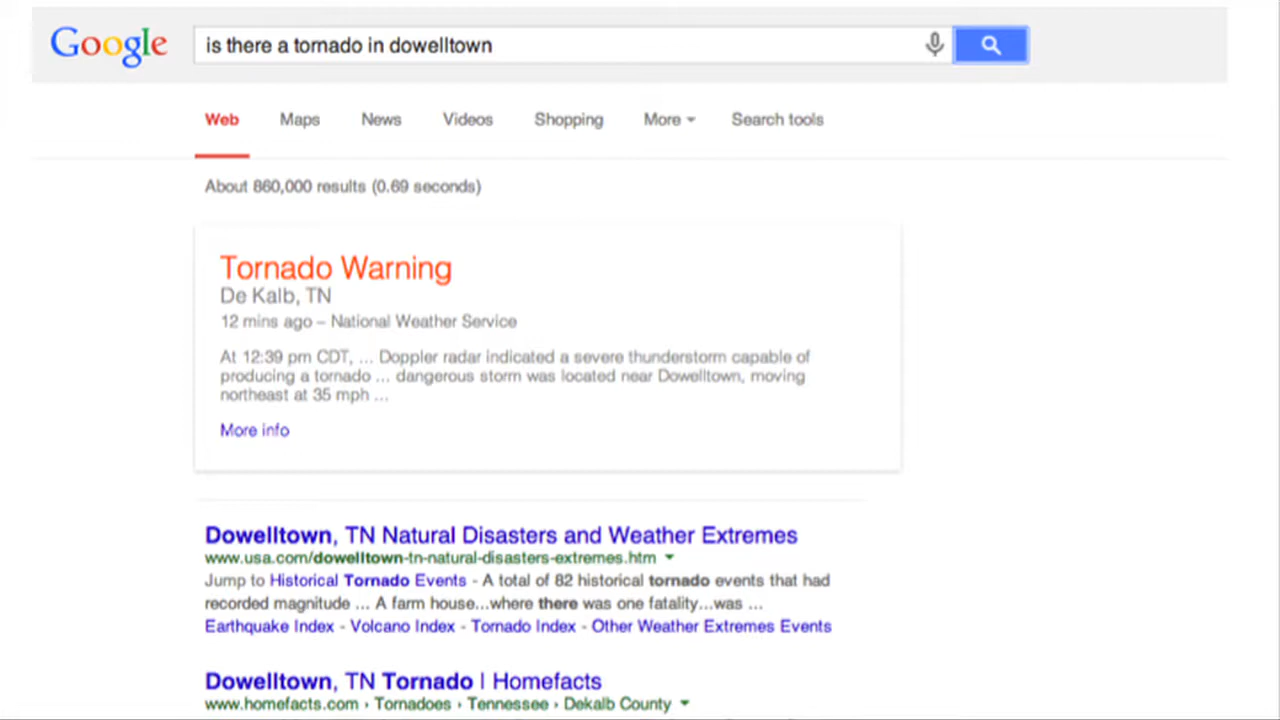 Google is there a tornado in dowelltown
Web Maps News Videos Shopping More Search tools
About 860,000 results (0.69 seconds)
Tornado Warning
De Kalb, TN
12 mins ago – National Weather Service
At 12:39 pm CDT, ... Doppler radar indicated a severe thunderstorm capable of
producing a tornado ... dangerous storm was located near Dowelltown, moving
northeast at 35 mph ...
More info
Dowelltown, TN Natural Disasters and Weather Extremes
www.usa.com/dowelltown-tn-natural-disasters-extremes.htm
Jump to Historical Tornado Events - A total of 82 historical tornado events that had
recorded magnitude ... A farm house...where there was one fatality...was ...
Earthquake Index - Volcano Index - Tornado Index - Other Weather Extremes Events
Dowelltown, TN Tornado | Homefacts
www.homefacts.com › Tornadoes › Tennessee › Dekalb County